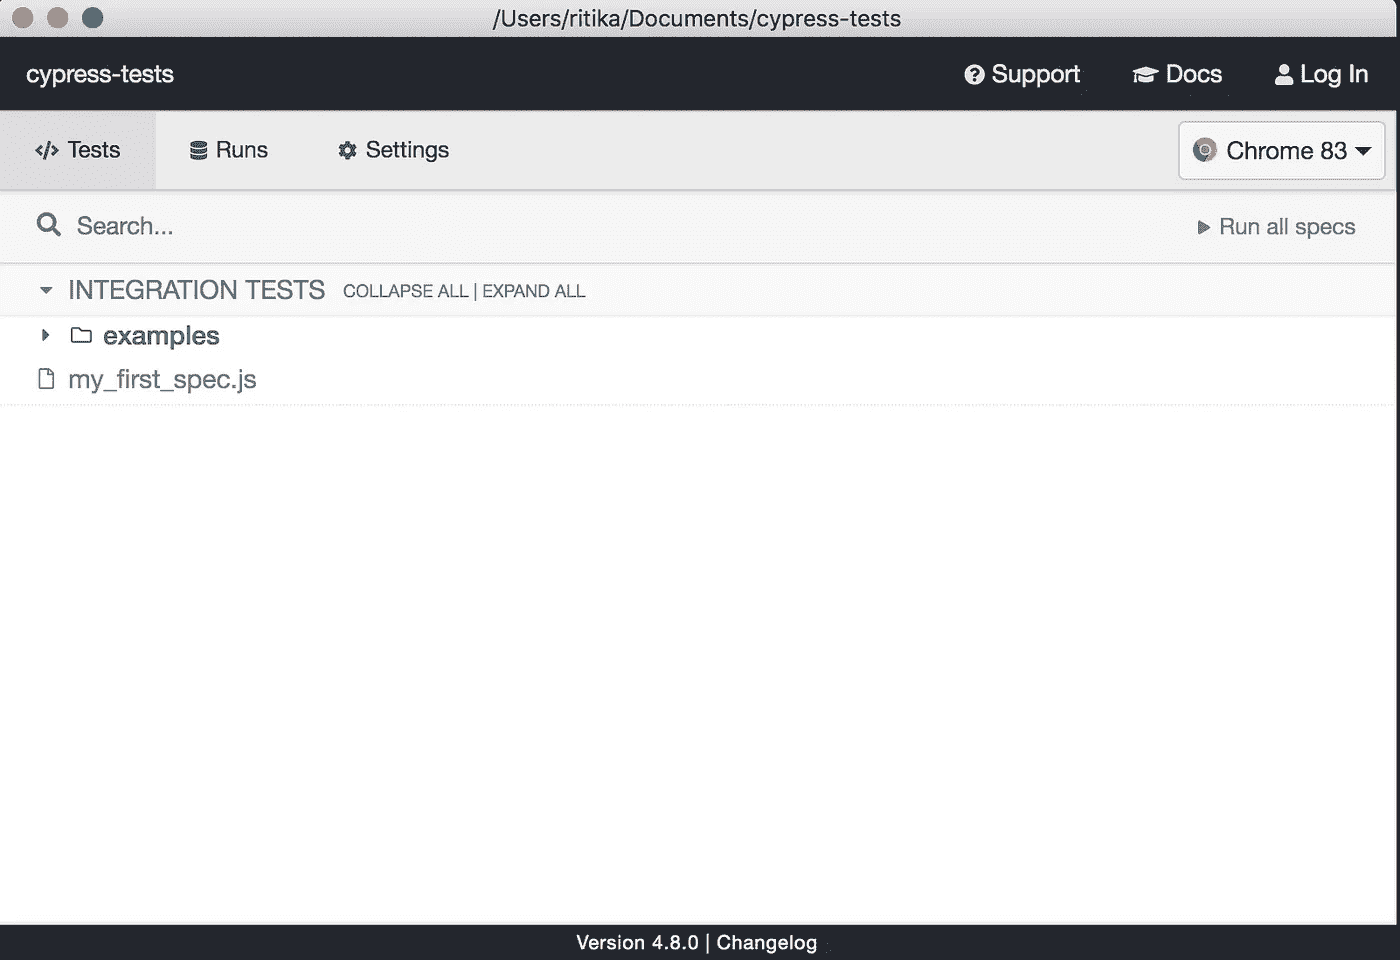 /Users/ritika/Documents/cypress-tests
cypress-tests Support Docs Log In
Tests Runs Settings Chrome 83
Search... Run all specs
INTEGRATION TESTS COLLAPSE ALL | EXPAND ALL
examples
my_first_spec.js
Version 4.8.0 | Changelog